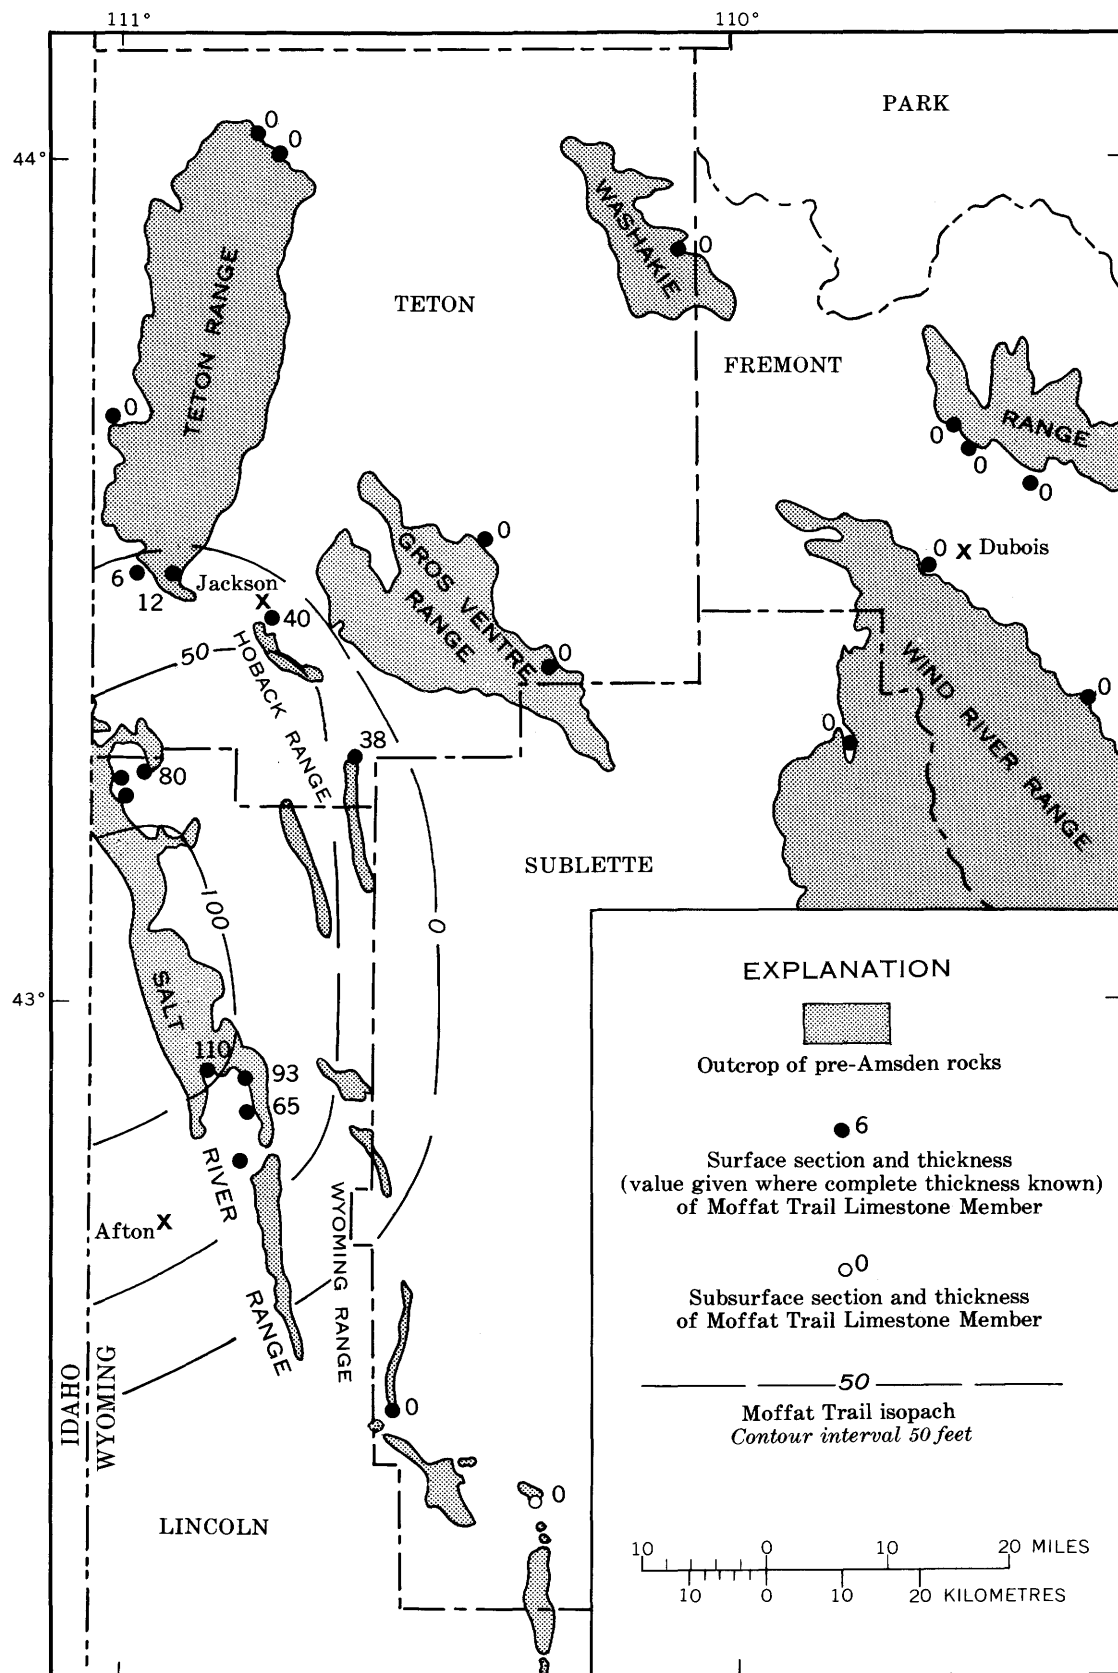 111°
110°
0
0
PARK
44°
WASHAKIE
0
TETON RANGE
TETON
FREMONT
0
RANGE
0
0
0
0
GROS VENTRE
RANGE
0
Dubois
6
12
Jackson
40
50
HOBACK RANGE
0
WIND RIVER RANGE
0
0
38
80
SUBLETTE
100
0
43°
SALT
110
93
65
RIVER
Afton
WYOMING RANGE
RANGE
0
IDAHO
WYOMING
0
LINCOLN
EXPLANATION
Outcrop of pre-Amsden rocks
6
Surface section and thickness
(value given where complete thickness known)
of Moffat Trail Limestone Member
0
Subsurface section and thickness
of Moffat Trail Limestone Member
50
Moffat Trail isopach
Contour interval 50 feet
10 0 10 20 MILES
10 0 10 20 KILOMETRES